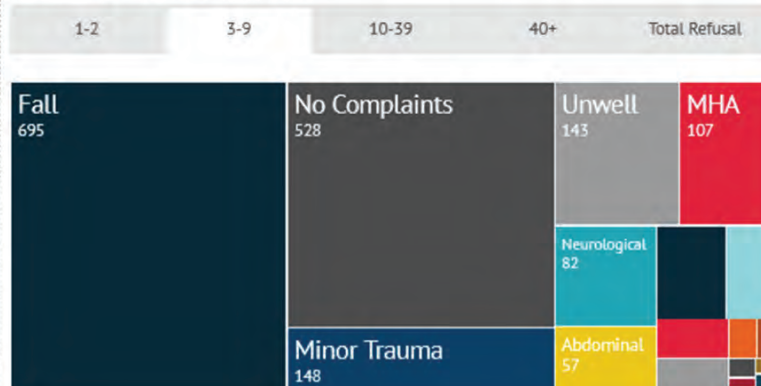 1-2 3-9 10-39 40+ Total Refusal
Fall
695
No Complaints
528
Unwell
143
MHA
107
Neurological
82
Minor Trauma
148
Abdominal
57